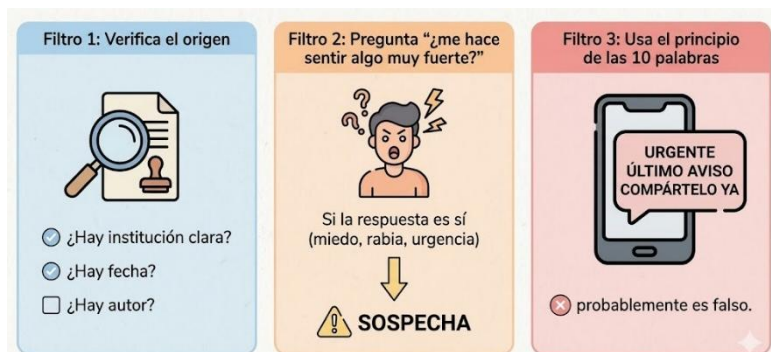 Filtro 1: Verifica el origen
¿Hay institución clara?
¿Hay fecha?
¿Hay autor?
Filtro 2: Pregunta “¿me hace
sentir algo muy fuerte?”
Si la respuesta es sí
(miedo, rabia, urgencia)
SOSPECHA
Filtro 3: Usa el principio
de las 10 palabras
URGENTE
ÚLTIMO AVISO
COMPÁRTELO YA
probablemente es falso.